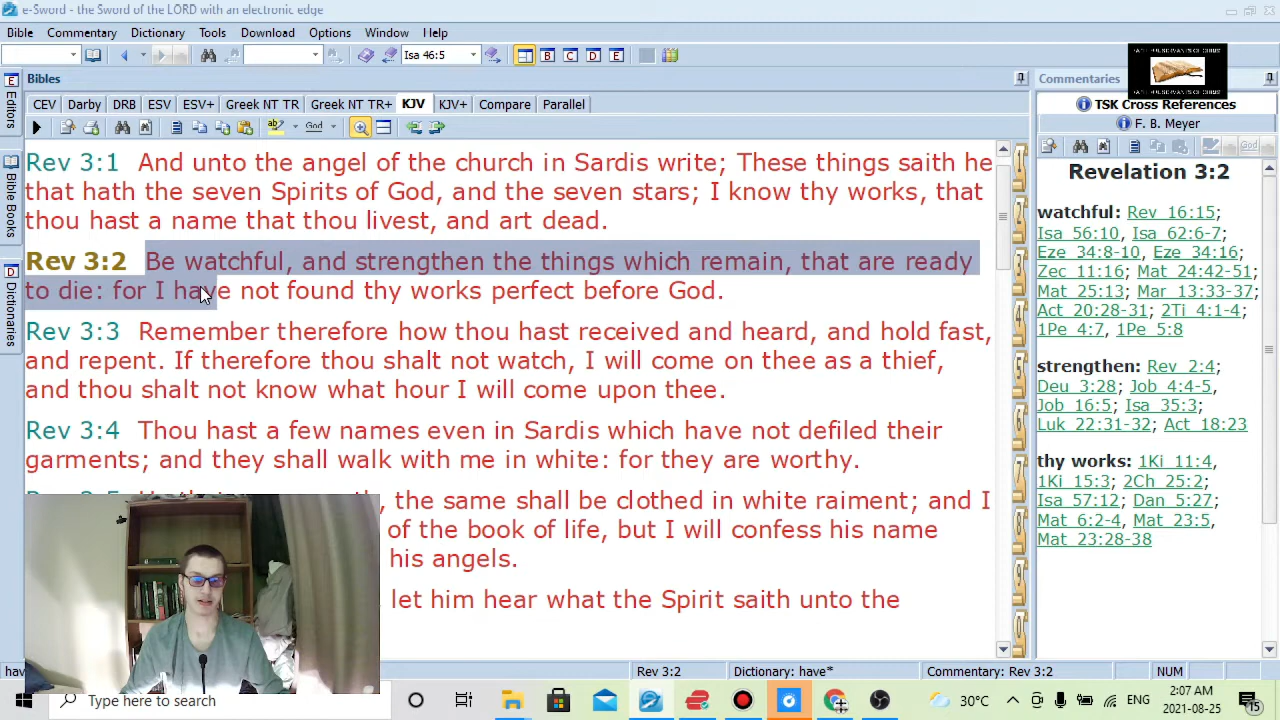 e-Sword - the Sword of the LORD with an electronic edge
Bible Commentary Dictionary Tools Download Options Window Help
Isa 46:5 B C D E
Bibles
Commentaries
CEV Darby DRB ESV ESV+ Greek NT TR Greek NT TR+ KJV KJV+ Compare Parallel
TSK Cross References
F. B. Meyer
God
Editors
Bible Books
Dictionaries
Rev 3:1 And unto the angel of the church in Sardis write; These things saith he
that hath the seven Spirits of God, and the seven stars; I know thy works, that
thou hast a name that thou livest, and art dead.
Rev 3:2 Be watchful, and strengthen the things which remain, that are ready
to die: for I have not found thy works perfect before God.
Rev 3:3 Remember therefore how thou hast received and heard, and hold fast,
and repent. If therefore thou shalt not watch, I will come on thee as a thief,
and thou shalt not know what hour I will come upon thee.
Rev 3:4 Thou hast a few names even in Sardis which have not defiled their
garments; and they shall walk with me in white: for they are worthy.
the same shall be clothed in white raiment; and I
of the book of life, but I will confess his name
his angels.
let him hear what the Spirit saith unto the
Revelation 3:2
watchful: Rev 16:15;
Isa 56:10, Isa 62:6-7;
Eze 34:8-10, Eze 34:16;
Zec 11:16; Mat 24:42-51,
Mat 25:13; Mar 13:33-37;
Act 20:28-31; 2Ti 4:1-4;
1Pe 4:7, 1Pe 5:8
strengthen: Rev 2:4;
Deu 3:28; Job 4:4-5,
Job 16:5; Isa 35:3;
Luk 22:31-32; Act 18:23
thy works: 1Ki 11:4,
1Ki 15:3; 2Ch 25:2;
Isa 57:12; Dan 5:27;
Mat 6:2-4, Mat 23:5,
Mat 23:28-38
Rev 3:2 Dictionary: have* Commentary: Rev 3:2 NUM
Type here to search
30°C ENG 2:07 AM
2021-08-25 15